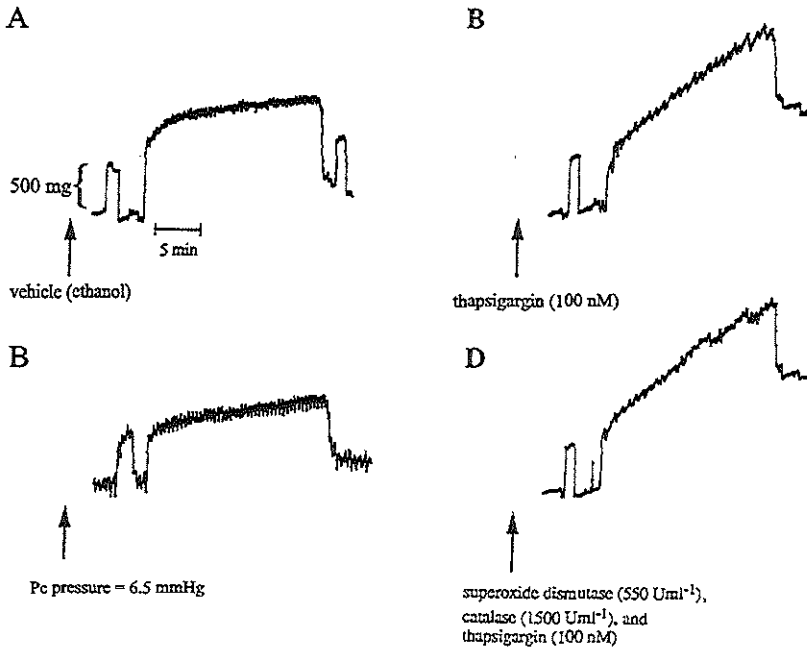 A
500 mg
5 min
vehicle (ethanol)
B
thapsigargin (100 nM)
B
Pc pressure = 6.5 mmHg
D
superoxide dismutase (550 Uml-1),
catalase (1500 Uml-1), and
thapsigargin (100 nM)